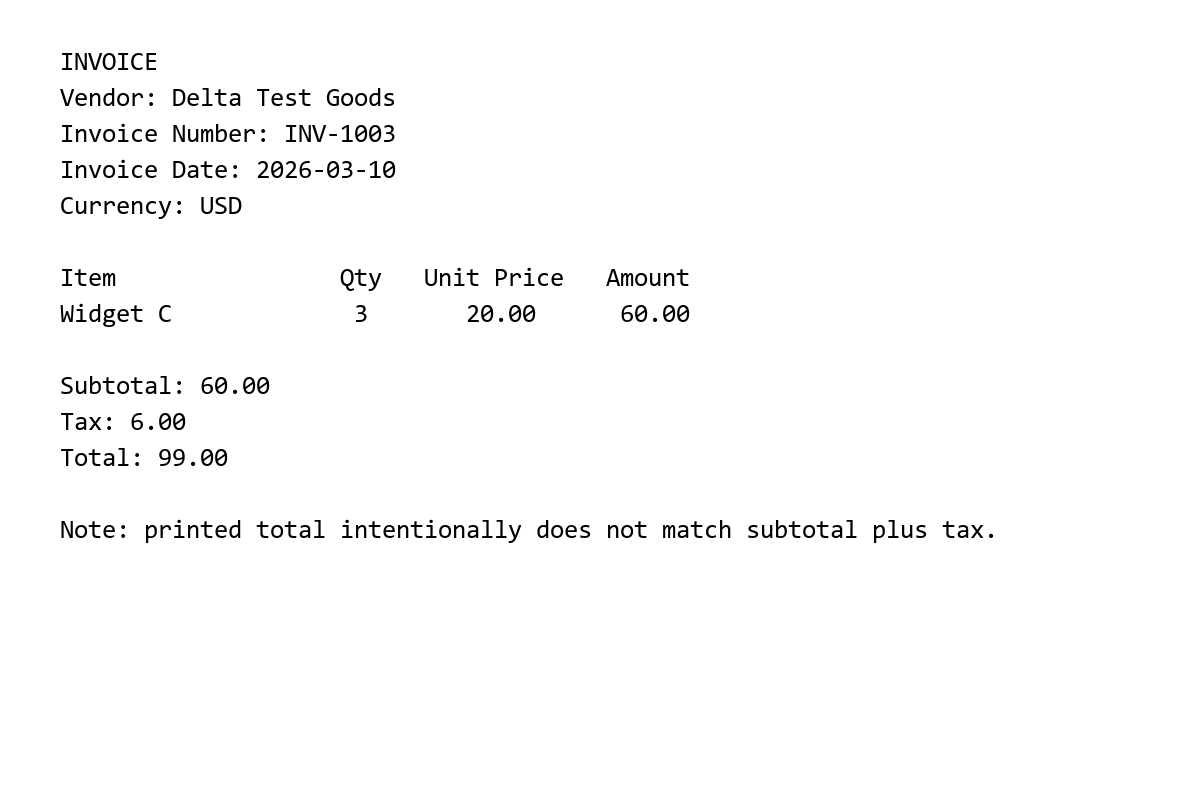 INVOICE
Vendor: Delta Test Goods
Invoice Number: INV-1003
Invoice Date: 2026-03-10
Currency: USD
Item Qty Unit Price Amount
Widget C 3 20.00 60.00
Subtotal: 60.00
Tax: 6.00
Total: 99.00
Note: printed total intentionally does not match subtotal plus tax.